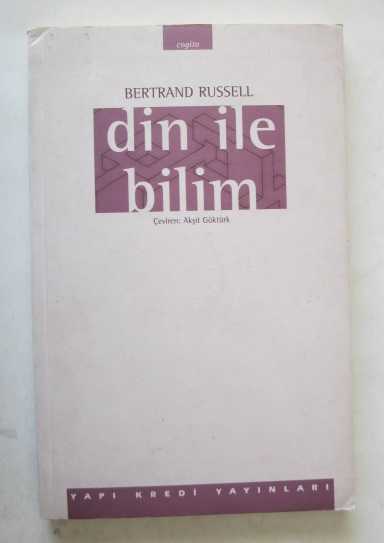 cogito
BERTRAND RUSSELL
din ile
bilim
Çeviren: Akşit Göktürk
YAPI KREDİ YAYINLARI